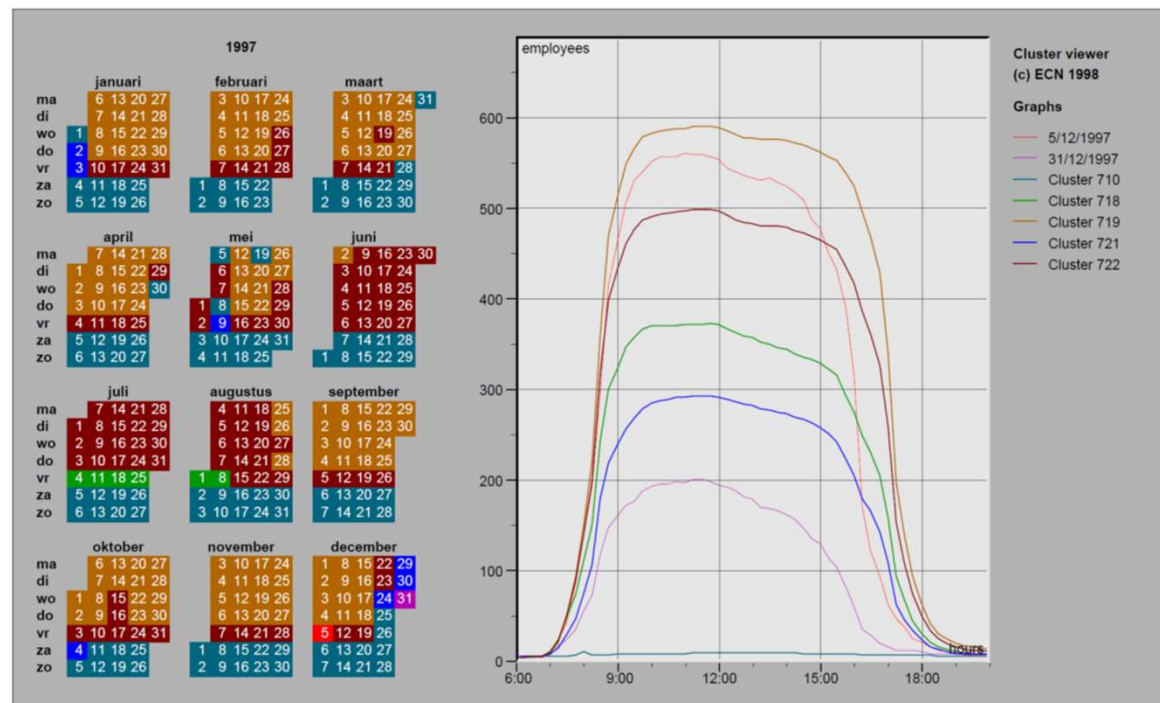 1997
januari februari maart
ma 6 13 20 27 3 10 17 24 3 10 17 24 31
di 7 14 21 28 4 11 18 25 4 11 18 25
wo 1 8 15 22 29 5 12 19 26 5 12 19 26
do 2 9 16 23 30 6 13 20 27 6 13 20 27
vr 3 10 17 24 31 7 14 21 28 7 14 21 28
za 4 11 18 25 1 8 15 22 1 8 15 22 29
zo 5 12 19 26 2 9 16 23 2 9 16 23 30
april mei juni
ma 7 14 21 28 5 12 19 26 2 9 16 23 30
di 1 8 15 22 29 6 13 20 27 3 10 17 24
wo 2 9 16 23 30 7 14 21 28 4 11 18 25
do 3 10 17 24 1 8 15 22 29 5 12 19 26
vr 4 11 18 25 2 9 16 23 30 6 13 20 27
za 5 12 19 26 3 10 17 24 31 7 14 21 28
zo 6 13 20 27 4 11 18 25 1 8 15 22 29
juli augustus september
ma 7 14 21 28 4 11 18 25 1 8 15 22 29
di 1 8 15 22 29 5 12 19 26 2 9 16 23 30
wo 2 9 16 23 30 6 13 20 27 3 10 17 24
do 3 10 17 24 31 7 14 21 28 4 11 18 25
vr 4 11 18 25 1 8 15 22 29 5 12 19 26
za 5 12 19 26 2 9 16 23 30 6 13 20 27
zo 6 13 20 27 3 10 17 24 31 7 14 21 28
oktober november december
ma 6 13 20 27 3 10 17 24 1 8 15 22 29
di 7 14 21 28 4 11 18 25 2 9 16 23 30
wo 1 8 15 22 29 5 12 19 26 3 10 17 24 31
do 2 9 16 23 30 6 13 20 27 4 11 18 25
vr 3 10 17 24 31 7 14 21 28 5 12 19 26
za 4 11 18 25 1 8 15 22 29 6 13 20 27
zo 5 12 19 26 2 9 16 23 30 7 14 21 28
employees
600
500
400
300
200
100
0
hours
6:00 9:00 12:00 15:00 18:00
Cluster viewer
(c) ECN 1998
Graphs
5/12/1997
31/12/1997
Cluster 710
Cluster 718
Cluster 719
Cluster 721
Cluster 722